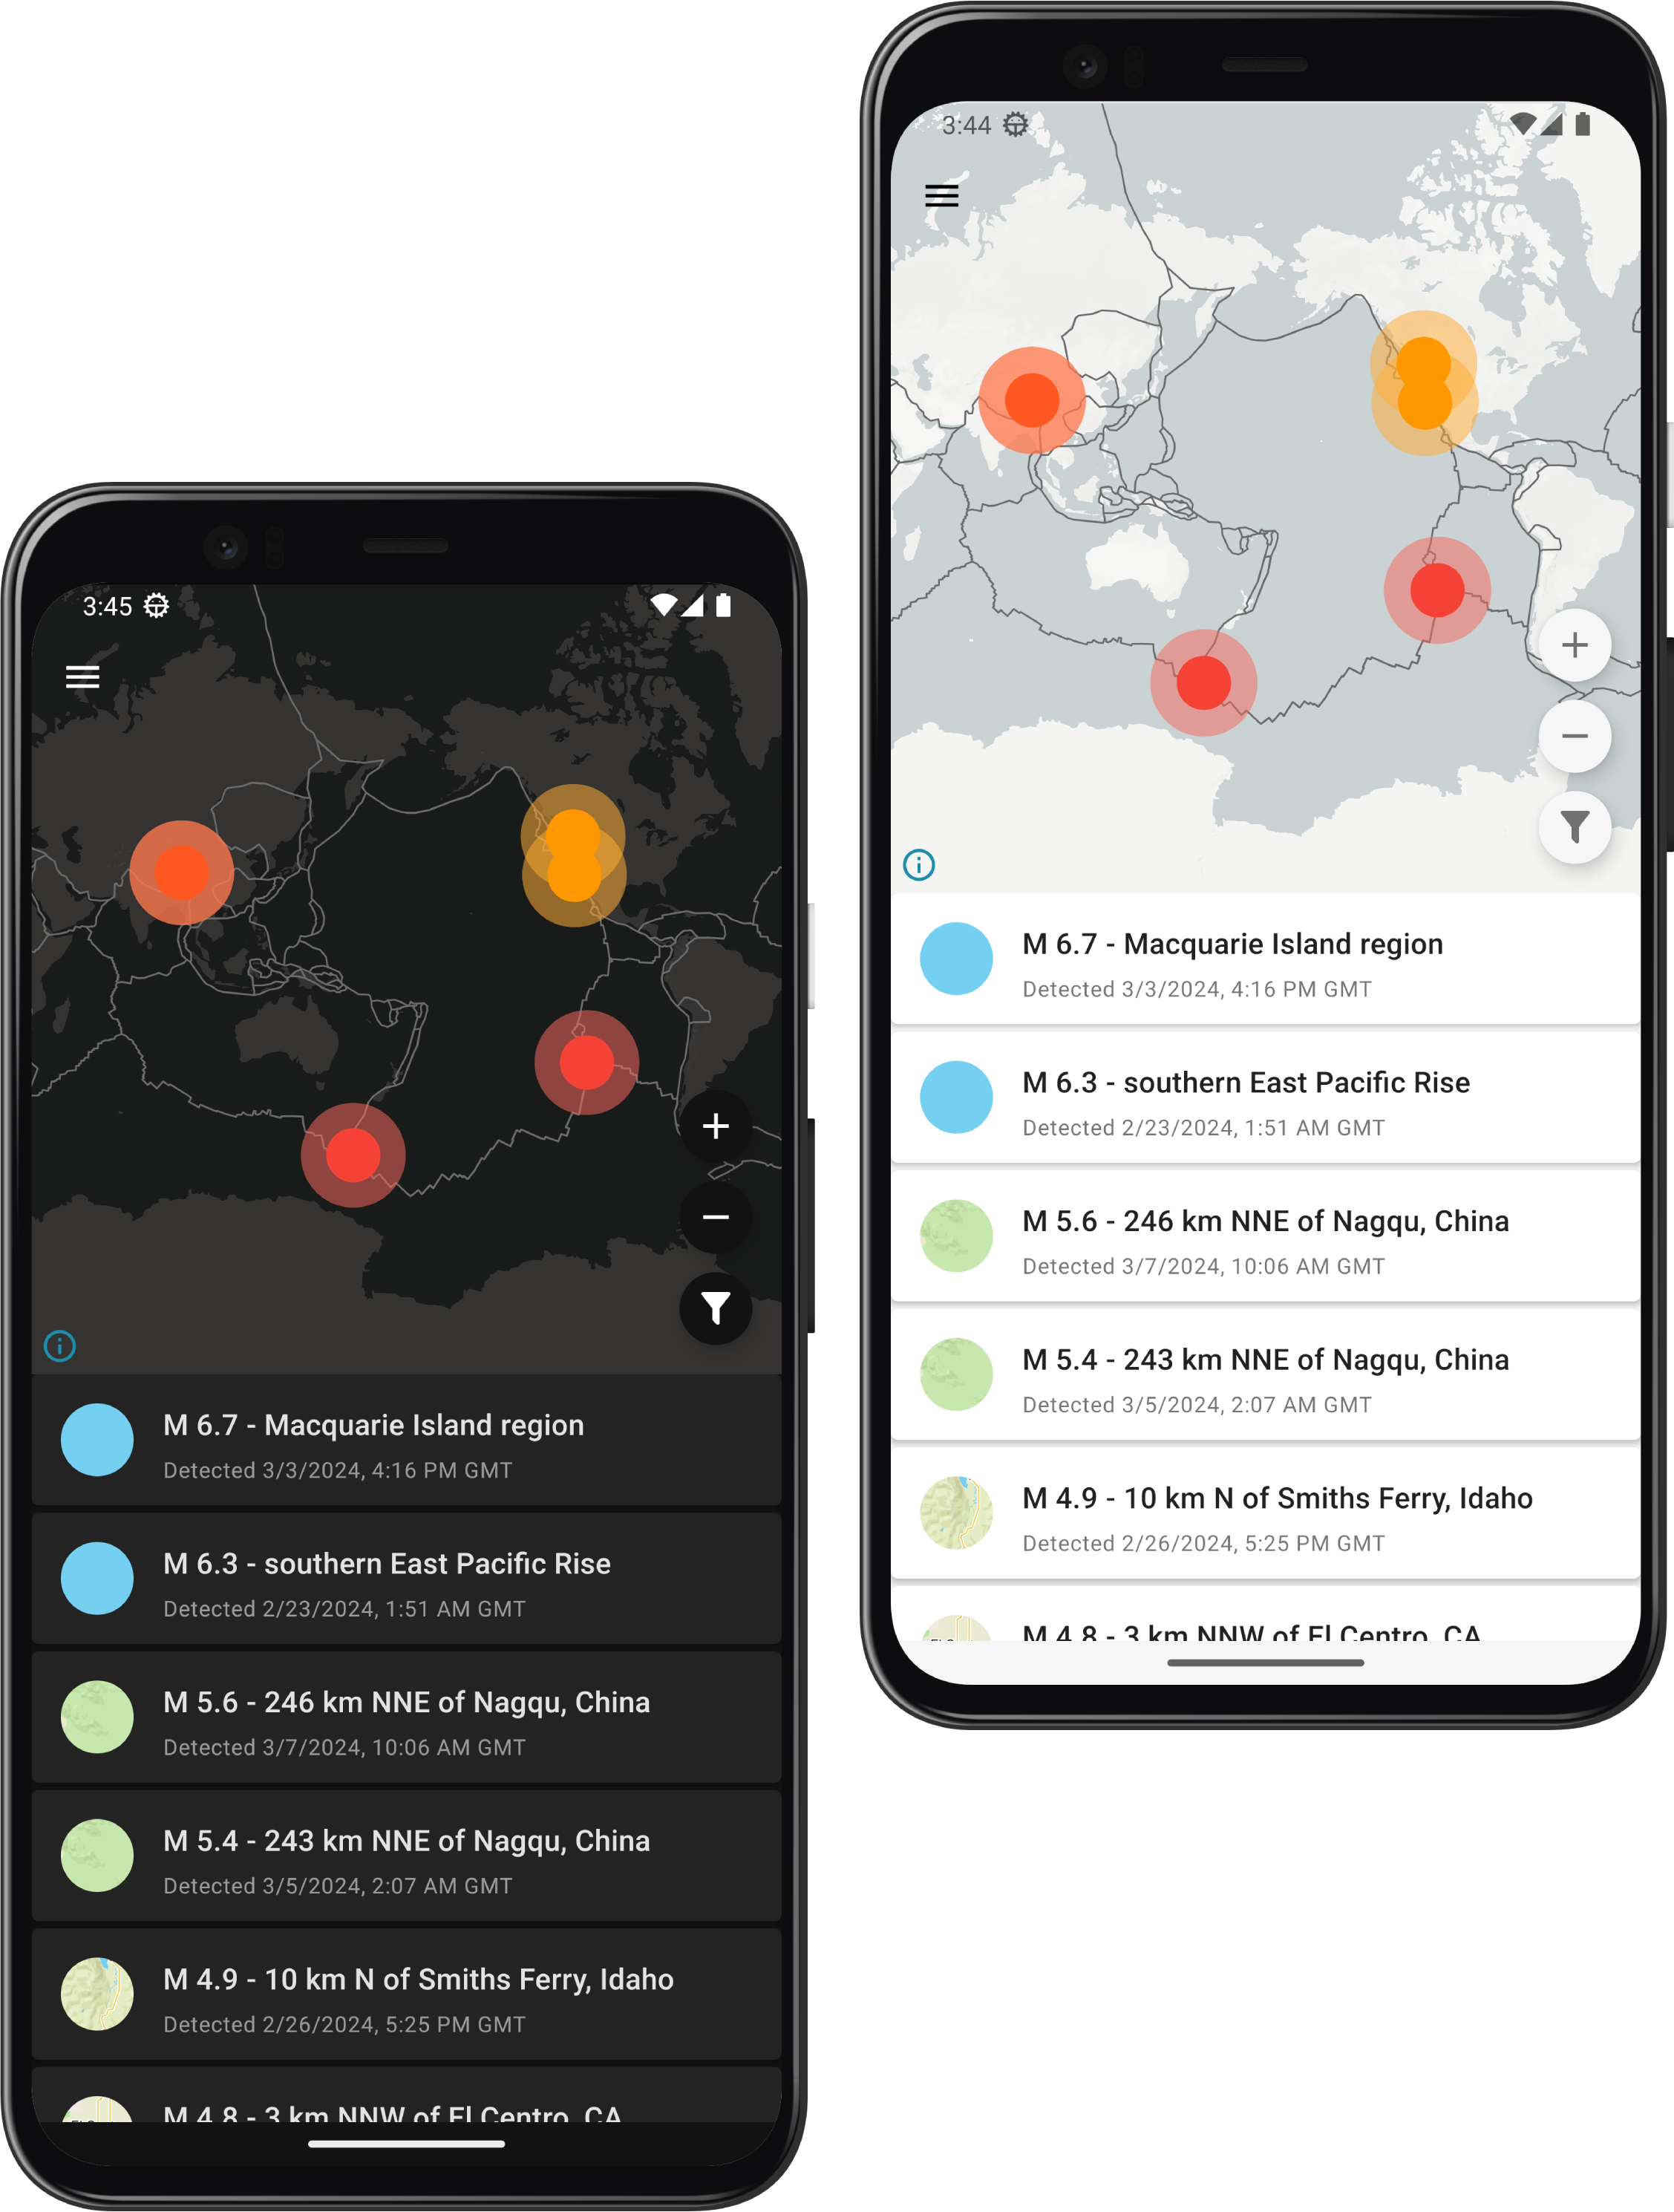 3:45
M 6.7 - Macquarie Island region
Detected 3/3/2024, 4:16 PM GMT
M 6.3 - southern East Pacific Rise
Detected 2/23/2024, 1:51 AM GMT
M 5.6 - 246 km NNE of Nagqu, China
Detected 3/7/2024, 10:06 AM GMT
M 5.4 - 243 km NNE of Nagqu, China
Detected 3/5/2024, 2:07 AM GMT
M 4.9 - 10 km N of Smiths Ferry, Idaho
Detected 2/26/2024, 5:25 PM GMT
M 4.8 - 3 km NNW of El Centro, CA
3:44
M 6.7 - Macquarie Island region
Detected 3/3/2024, 4:16 PM GMT
M 6.3 - southern East Pacific Rise
Detected 2/23/2024, 1:51 AM GMT
M 5.6 - 246 km NNE of Nagqu, China
Detected 3/7/2024, 10:06 AM GMT
M 5.4 - 243 km NNE of Nagqu, China
Detected 3/5/2024, 2:07 AM GMT
M 4.9 - 10 km N of Smiths Ferry, Idaho
Detected 2/26/2024, 5:25 PM GMT
M 4.8 - 3 km NNW of El Centro, CA